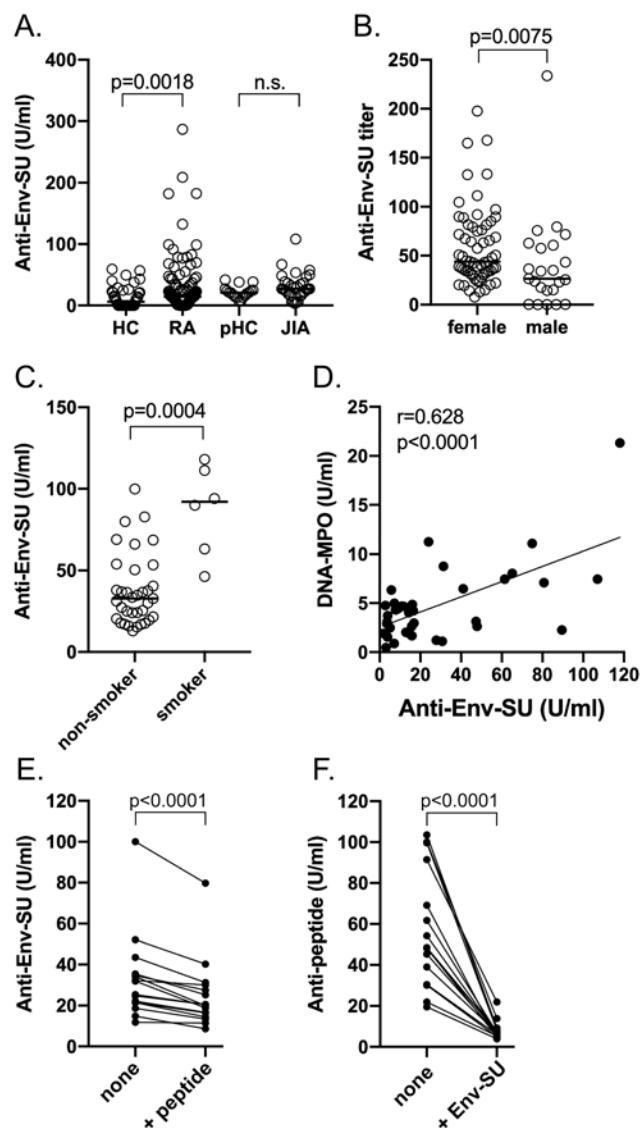 A.
p=0.0018
n.s.
Anti-Env-SU (U/ml)
400
300
200
100
0
HC RA pHC JIA
B.
p=0.0075
Anti-Env-SU titer
250
200
150
100
50
0
female male
C.
p=0.0004
Anti-Env-SU (U/ml)
150
100
50
0
non-smoker smoker
D.
r=0.628
p<0.0001
DNA-MPO (U/ml)
25
20
15
10
5
0
0 20 40 60 80 100 120
Anti-Env-SU (U/ml)
E.
p<0.0001
Anti-Env-SU (U/ml)
120
100
80
60
40
20
0
none + peptide
F.
p<0.0001
Anti-peptide (U/ml)
120
100
80
60
40
20
0
none + Env-SU